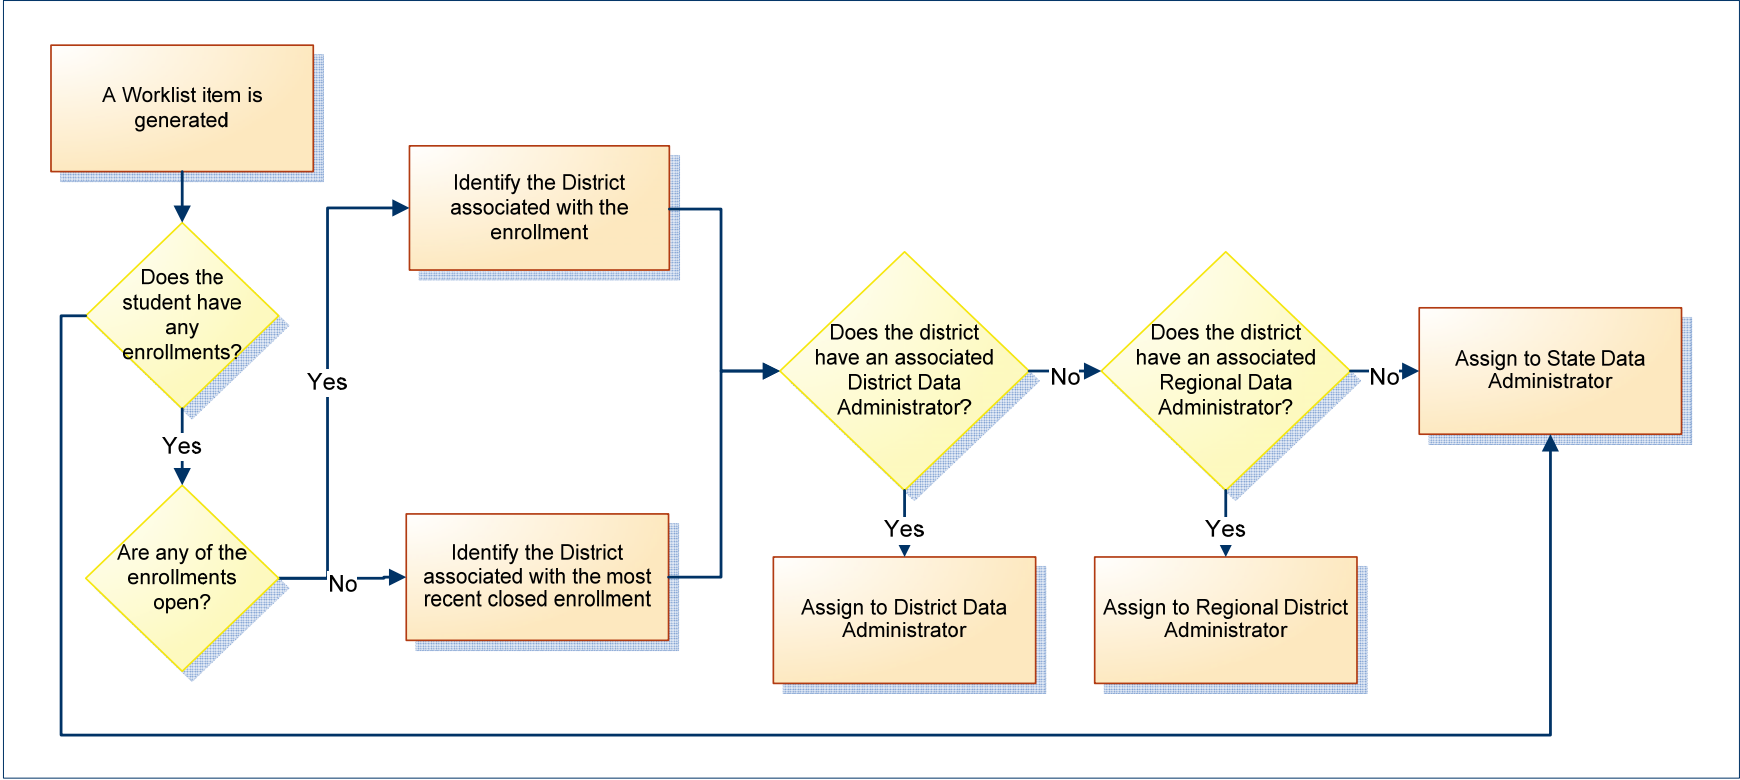 A Worklist item is
generated
Does the
student have
any
enrollments?
Yes
Are any of the
enrollments
open?
Yes
No
Identify the District
associated with the
enrollment
Identify the District
associated with the most
recent closed enrollment
Does the district
have an associated
District Data
Administrator?
No
Yes
Assign to District Data
Administrator
Does the district
have an associated
Regional Data
Administrator?
No
Yes
Assign to Regional District
Administrator
Assign to State Data
Administrator